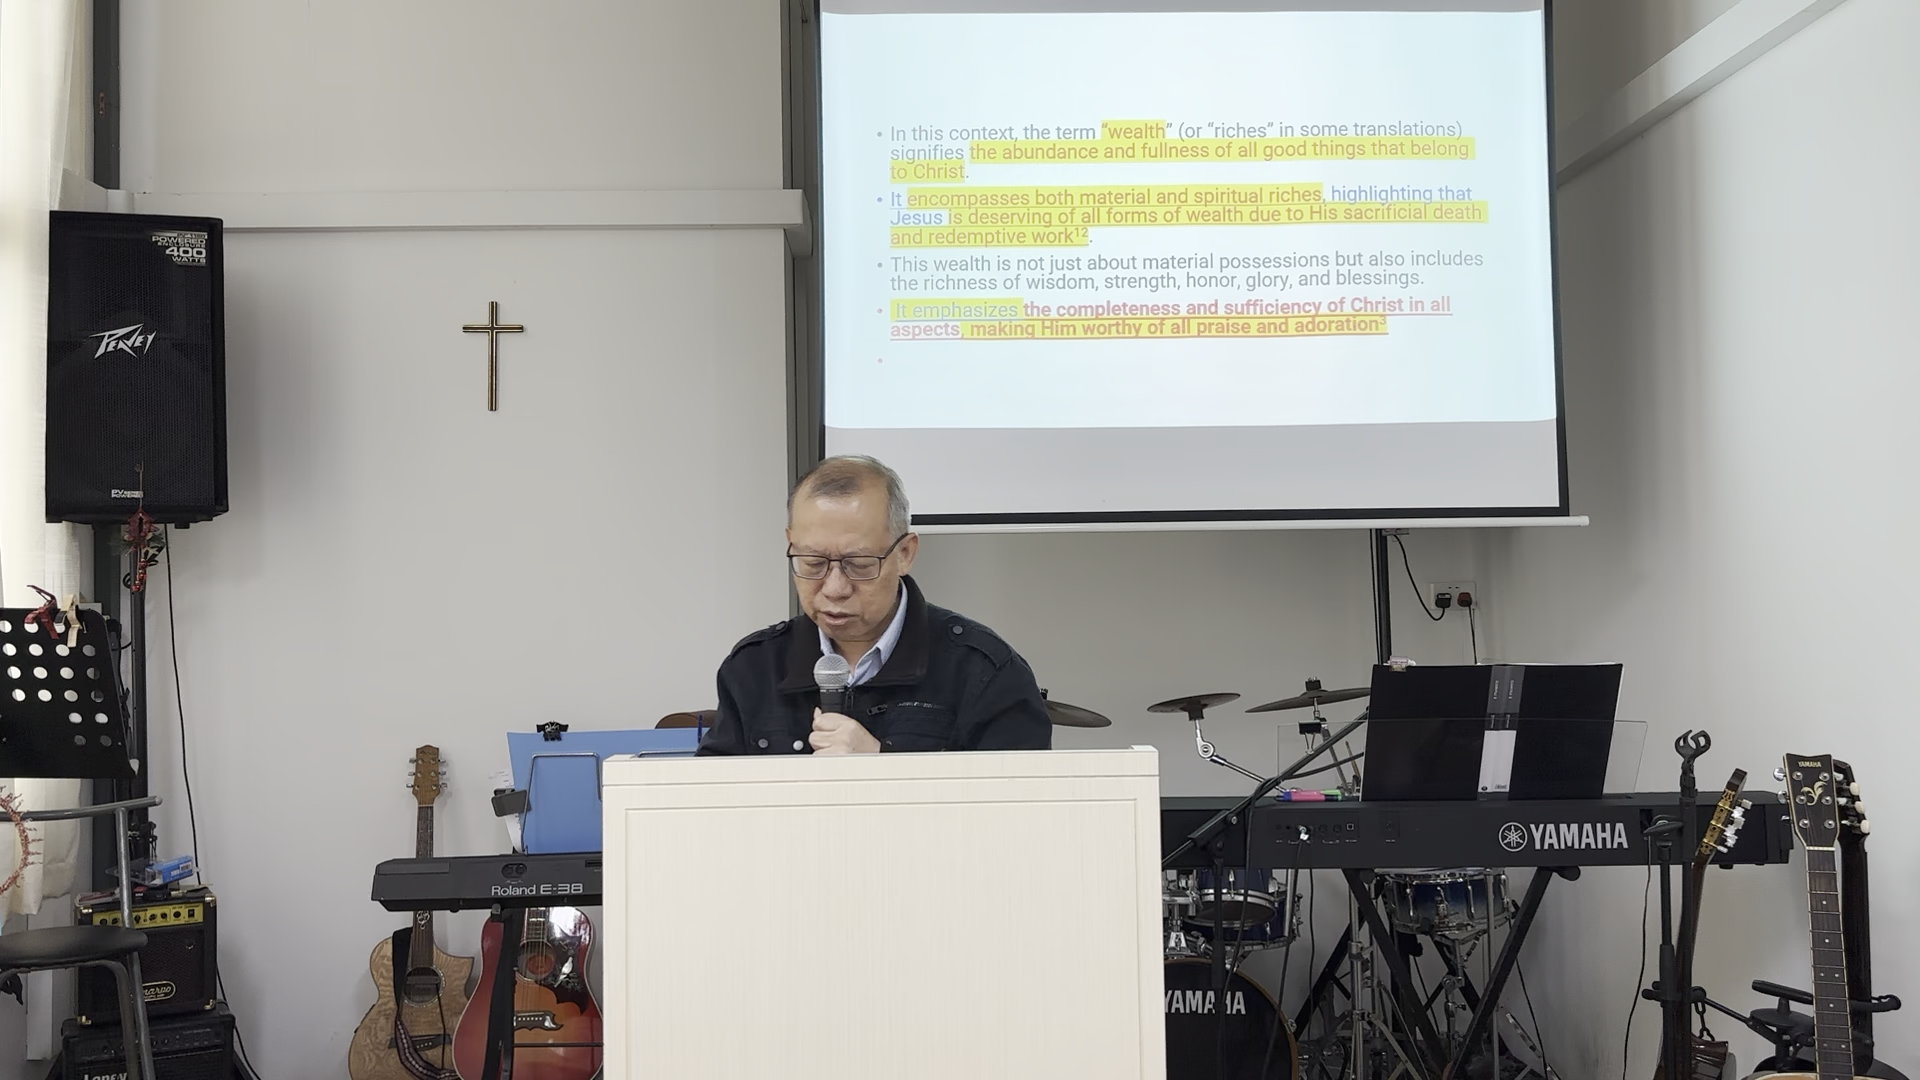 • In this context, the term “wealth” (or “riches” in some translations)
signifies the abundance and fullness of all good things that belong
to Christ.
• It encompasses both material and spiritual riches, highlighting that
Jesus is deserving of all forms of wealth due to His sacrificial death
and redemptive work¹².
• This wealth is not just about material possessions but also includes
the richness of wisdom, strength, honor, glory, and blessings.
• It emphasizes the completeness and sufficiency of Christ in all
aspects, making Him worthy of all praise and adoration³
•
POWERED
ENCLOSURE
400
WATTS
PEAVEY
Roland E-38
YAMAHA
YAMAHA
YAMAHA
Laney